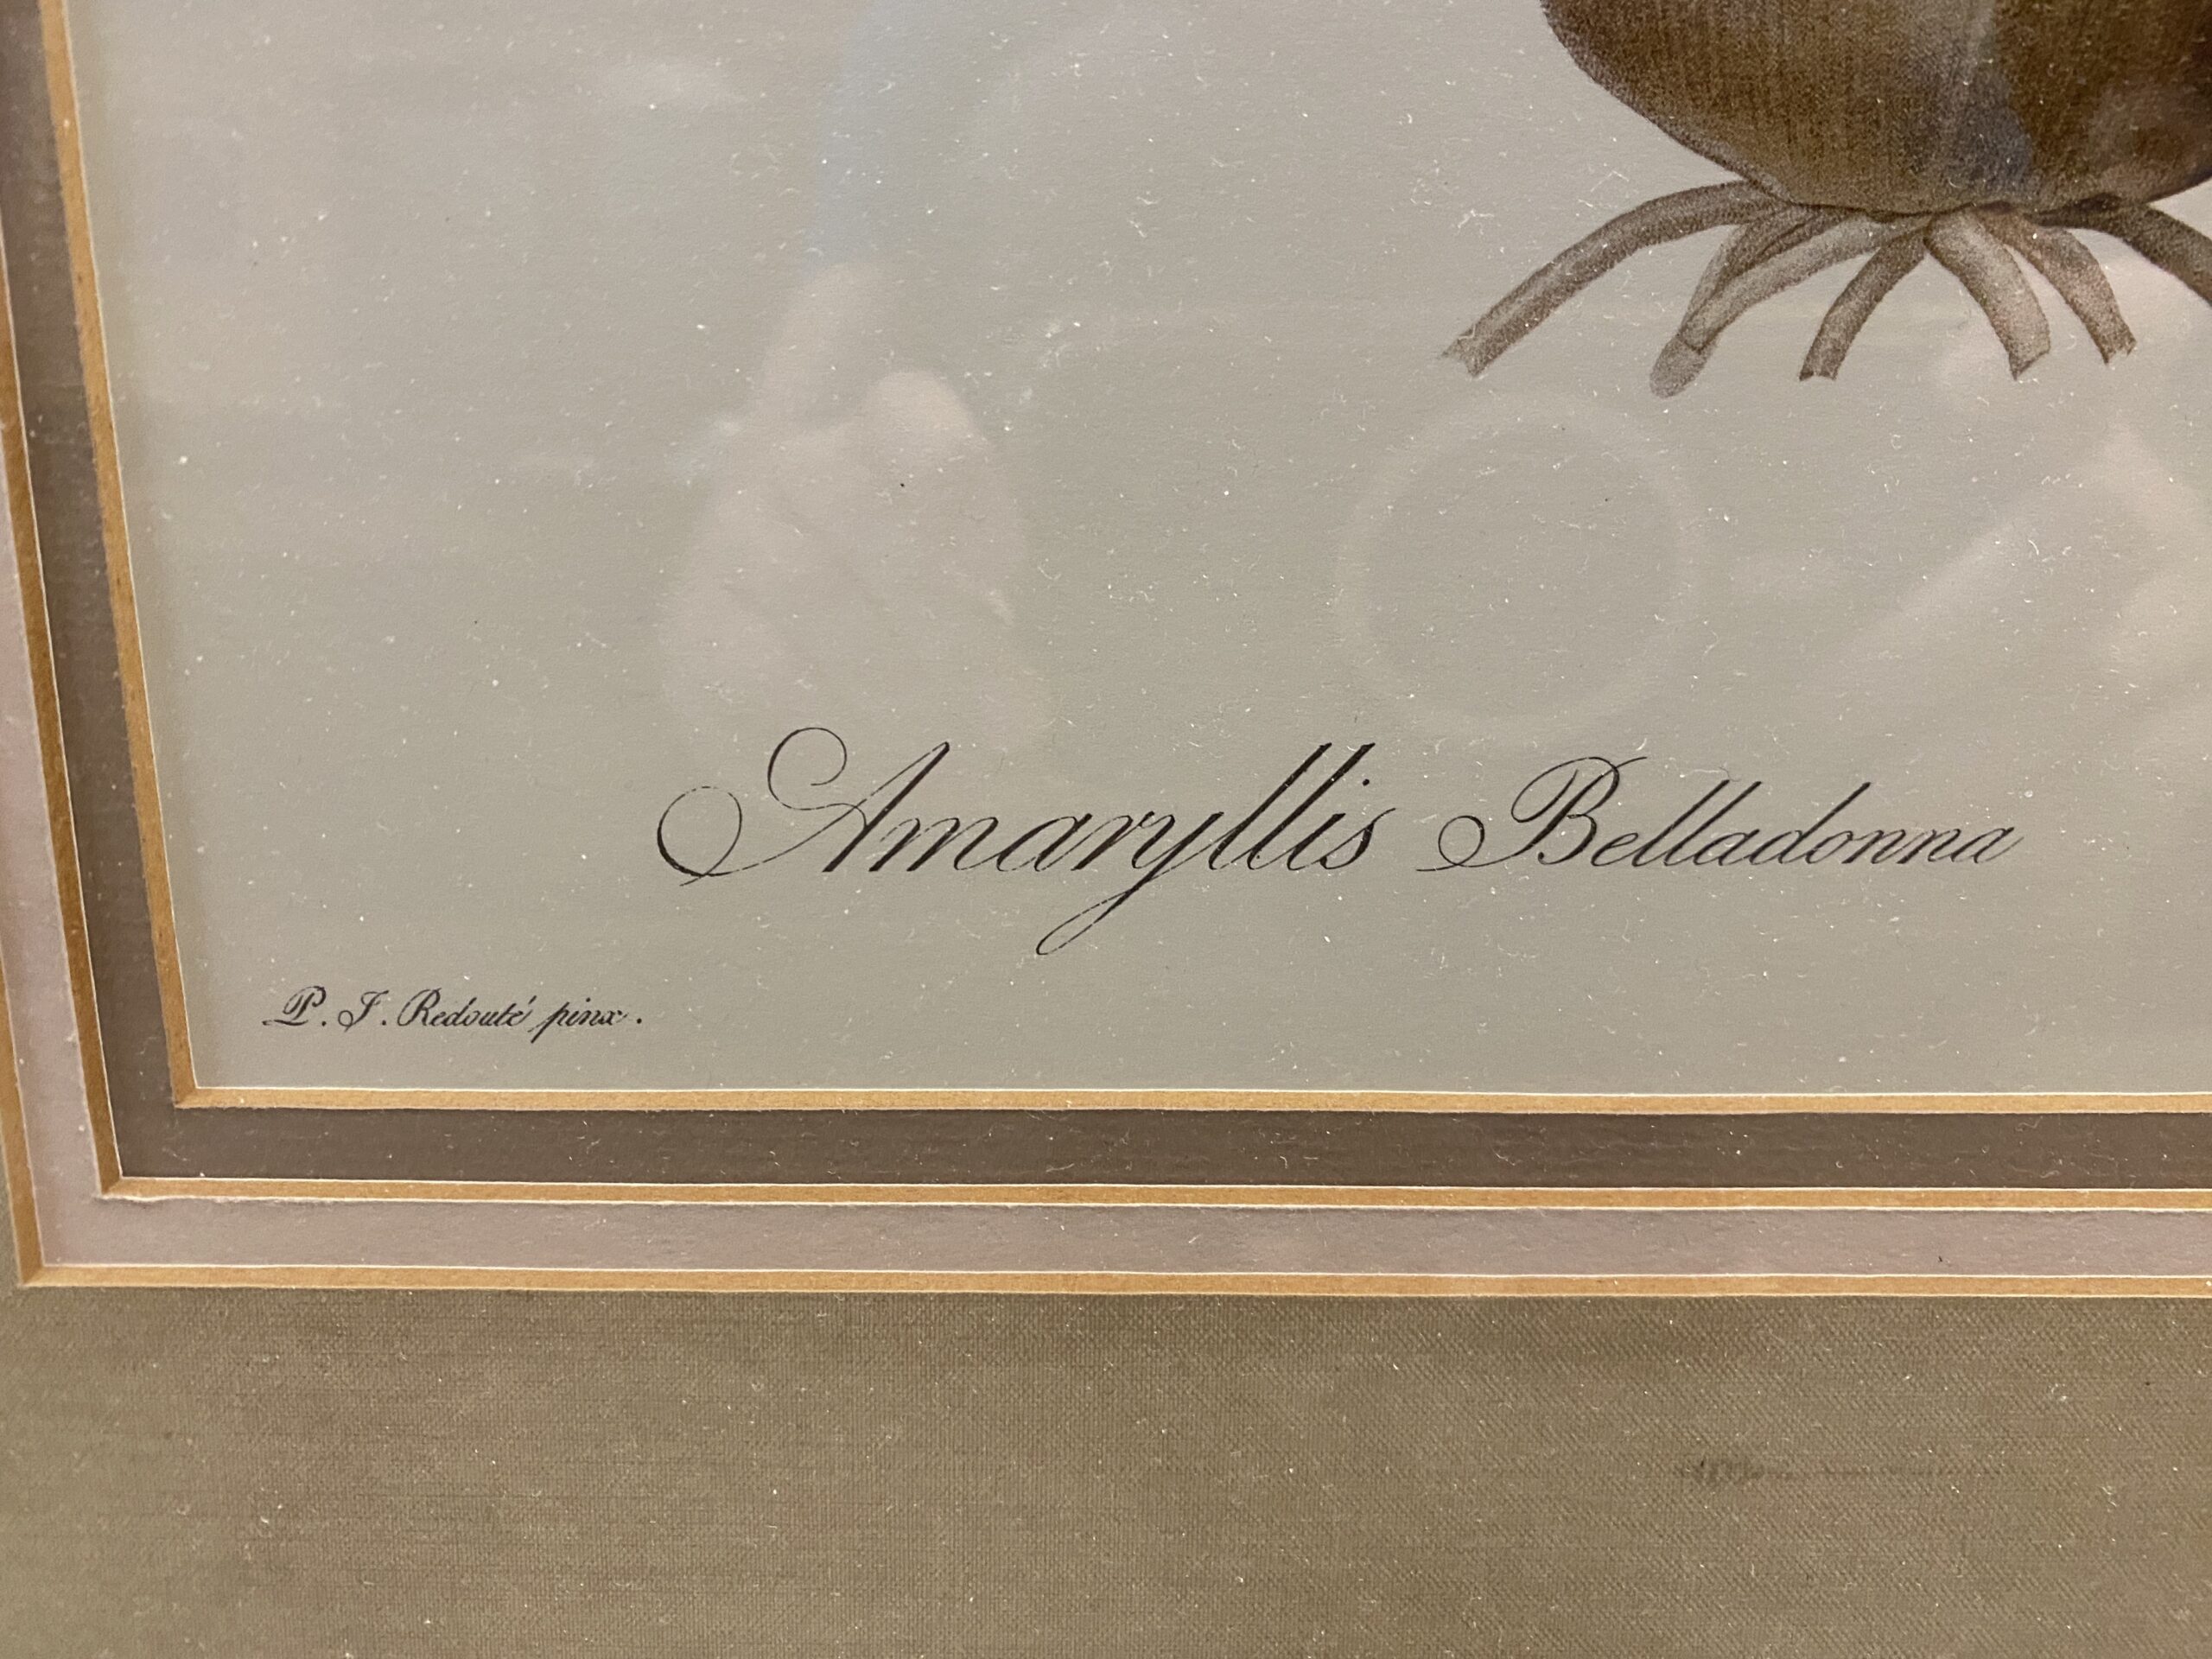 Amaryllis Belladonna
P. J. Redouté pinx.